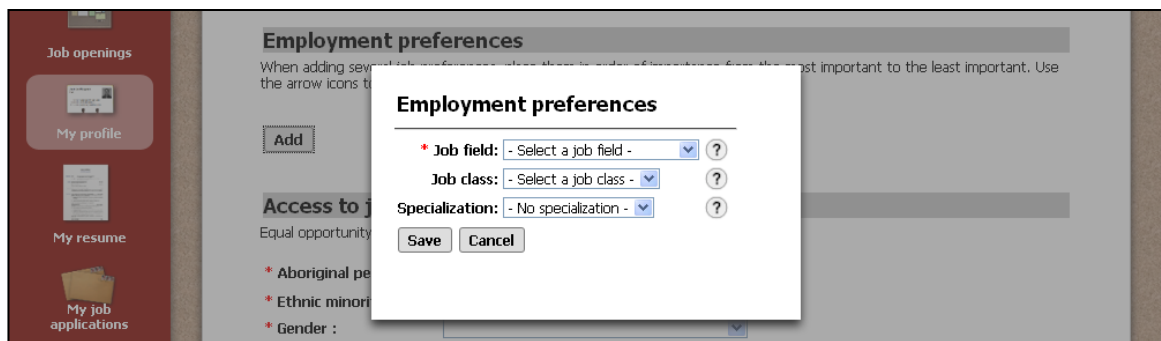 Job openings
My profile
My resume
My job
applications
Employment preferences
When adding several job preferences, place them in order of importance from the most important to the least important. Use
the arrow icons t
Add
Access to j
Equal opportunity
* Aboriginal pe
* Ethnic minori
* Gender :
Employment preferences
* Job field: - Select a job field - ?
Job class: - Select a job class - ?
Specialization: - No specialization - ?
Save Cancel